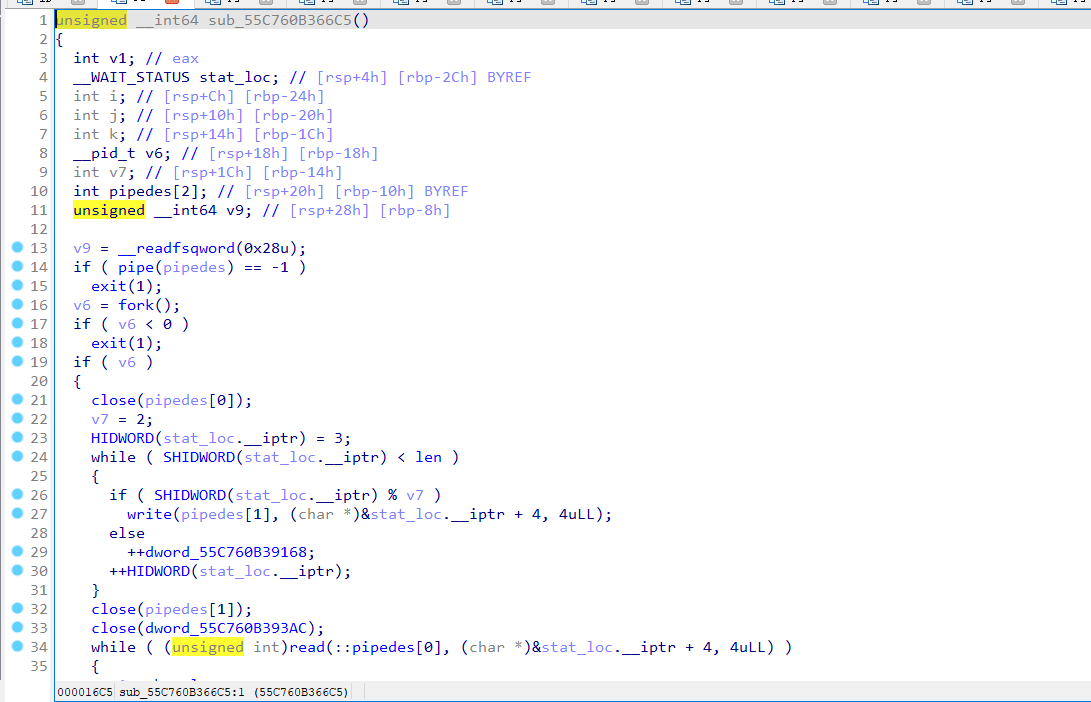 1 unsigned __int64 sub_55C760B366C5()
2 {
3 int v1; // eax
4 __WAIT_STATUS stat_loc; // [rsp+4h] [rbp-2Ch] BYREF
5 int i; // [rsp+Ch] [rbp-24h]
6 int j; // [rsp+10h] [rbp-20h]
7 int k; // [rsp+14h] [rbp-1Ch]
8 __pid_t v6; // [rsp+18h] [rbp-18h]
9 int v7; // [rsp+1Ch] [rbp-14h]
10 int pipedes[2]; // [rsp+20h] [rbp-10h] BYREF
11 unsigned __int64 v9; // [rsp+28h] [rbp-8h]
12
13 v9 = __readfsqword(0x28u);
14 if ( pipe(pipedes) == -1 )
15 exit(1);
16 v6 = fork();
17 if ( v6 < 0 )
18 exit(1);
19 if ( v6 )
20 {
21 close(pipedes[0]);
22 v7 = 2;
23 HIDWORD(stat_loc.__iptr) = 3;
24 while ( SHIDWORD(stat_loc.__iptr) < len )
25 {
26 if ( SHIDWORD(stat_loc.__iptr) % v7 )
27 write(pipedes[1], (char *)&stat_loc.__iptr + 4, 4uLL);
28 else
29 ++dword_55C760B39168;
30 ++HIDWORD(stat_loc.__iptr);
31 }
32 close(pipedes[1]);
33 close(dword_55C760B393AC);
34 while ( (unsigned int)read(::pipedes[0], (char *)&stat_loc.__iptr + 4, 4uLL) )
35 {
000016C5 sub_55C760B366C5:1 (55C760B366C5)